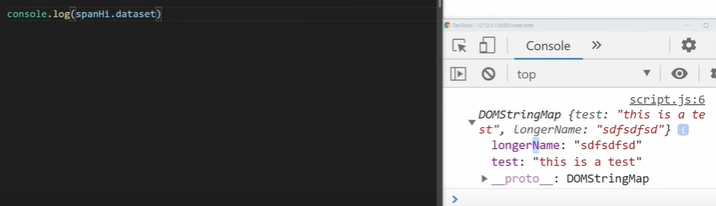 console.log(spanHi.dataset)
Console
top
script.js:6
DOMStringMap {test: "this is a te
st", longerName: "sdfsdfsd"}
longerName: "sdfsdfsd"
test: "this is a test"
__proto__: DOMStringMap